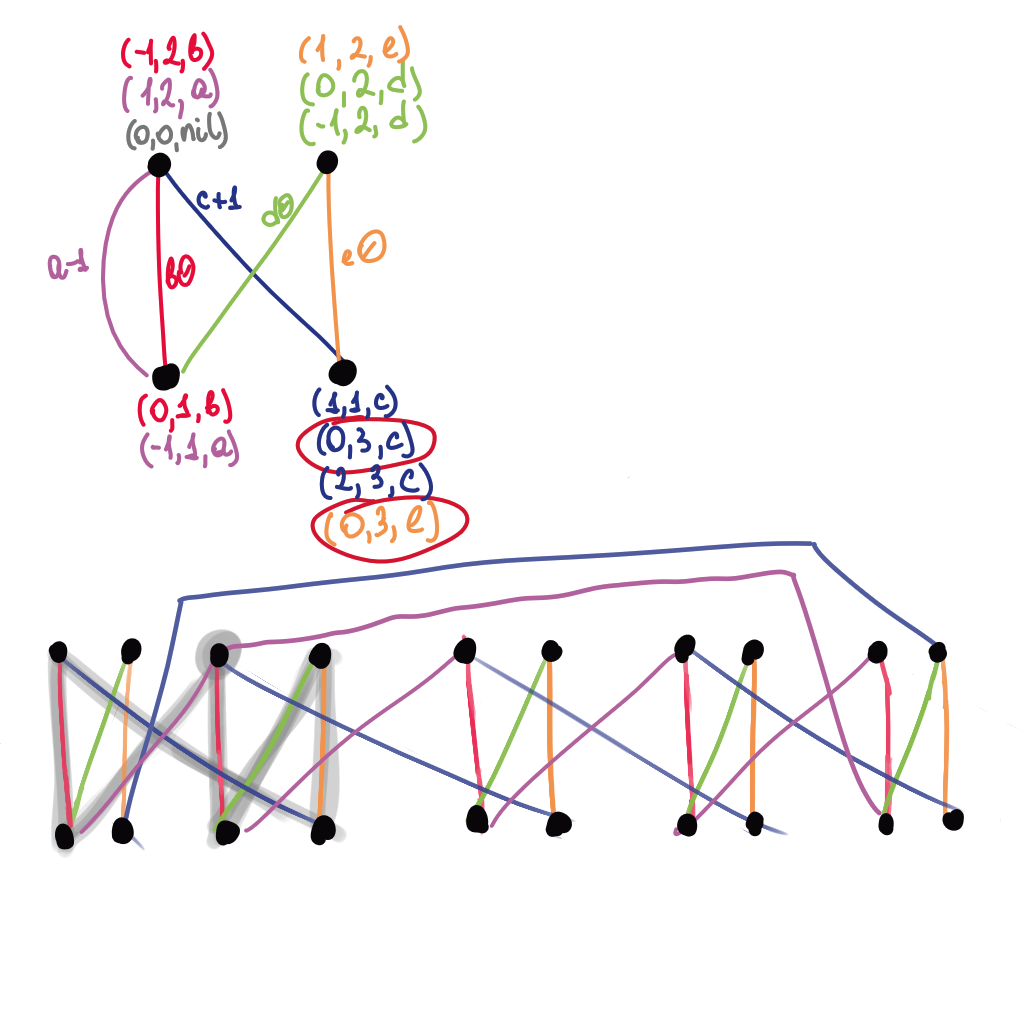 (-1,2,b)
(1,2,a)
(0,0,nil)
(1,2,e)
(0,2,d)
(-1,2,d)
c+1
d0
a-1
b0
e0
(0,1,b)
(-1,1,a)
(1,1,c)
(0,3,c)
(2,3,c)
(0,3,e)